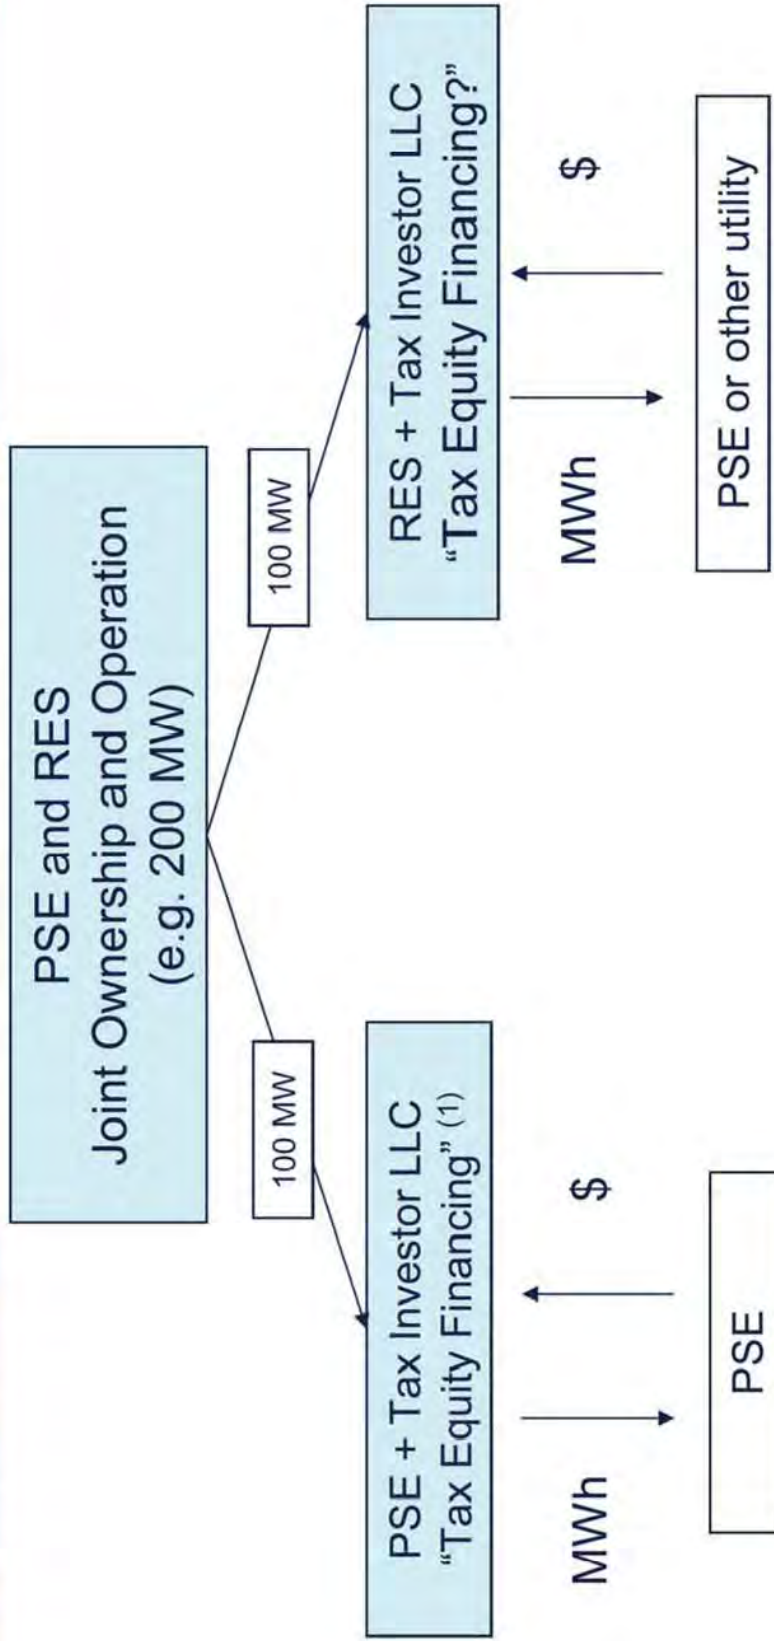 PSE and RES
Joint Ownership and Operation
(e.g. 200 MW)
100 MW
100 MW
PSE + Tax Investor LLC
“Tax Equity Financing” (1)
RES + Tax Investor LLC
“Tax Equity Financing?”
MWh
$
MWh
$
PSE
PSE or other utility